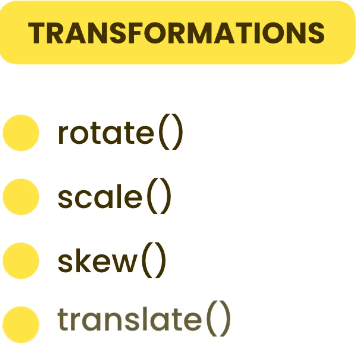 TRANSFORMATIONS
rotate()
scale()
skew()
translate()